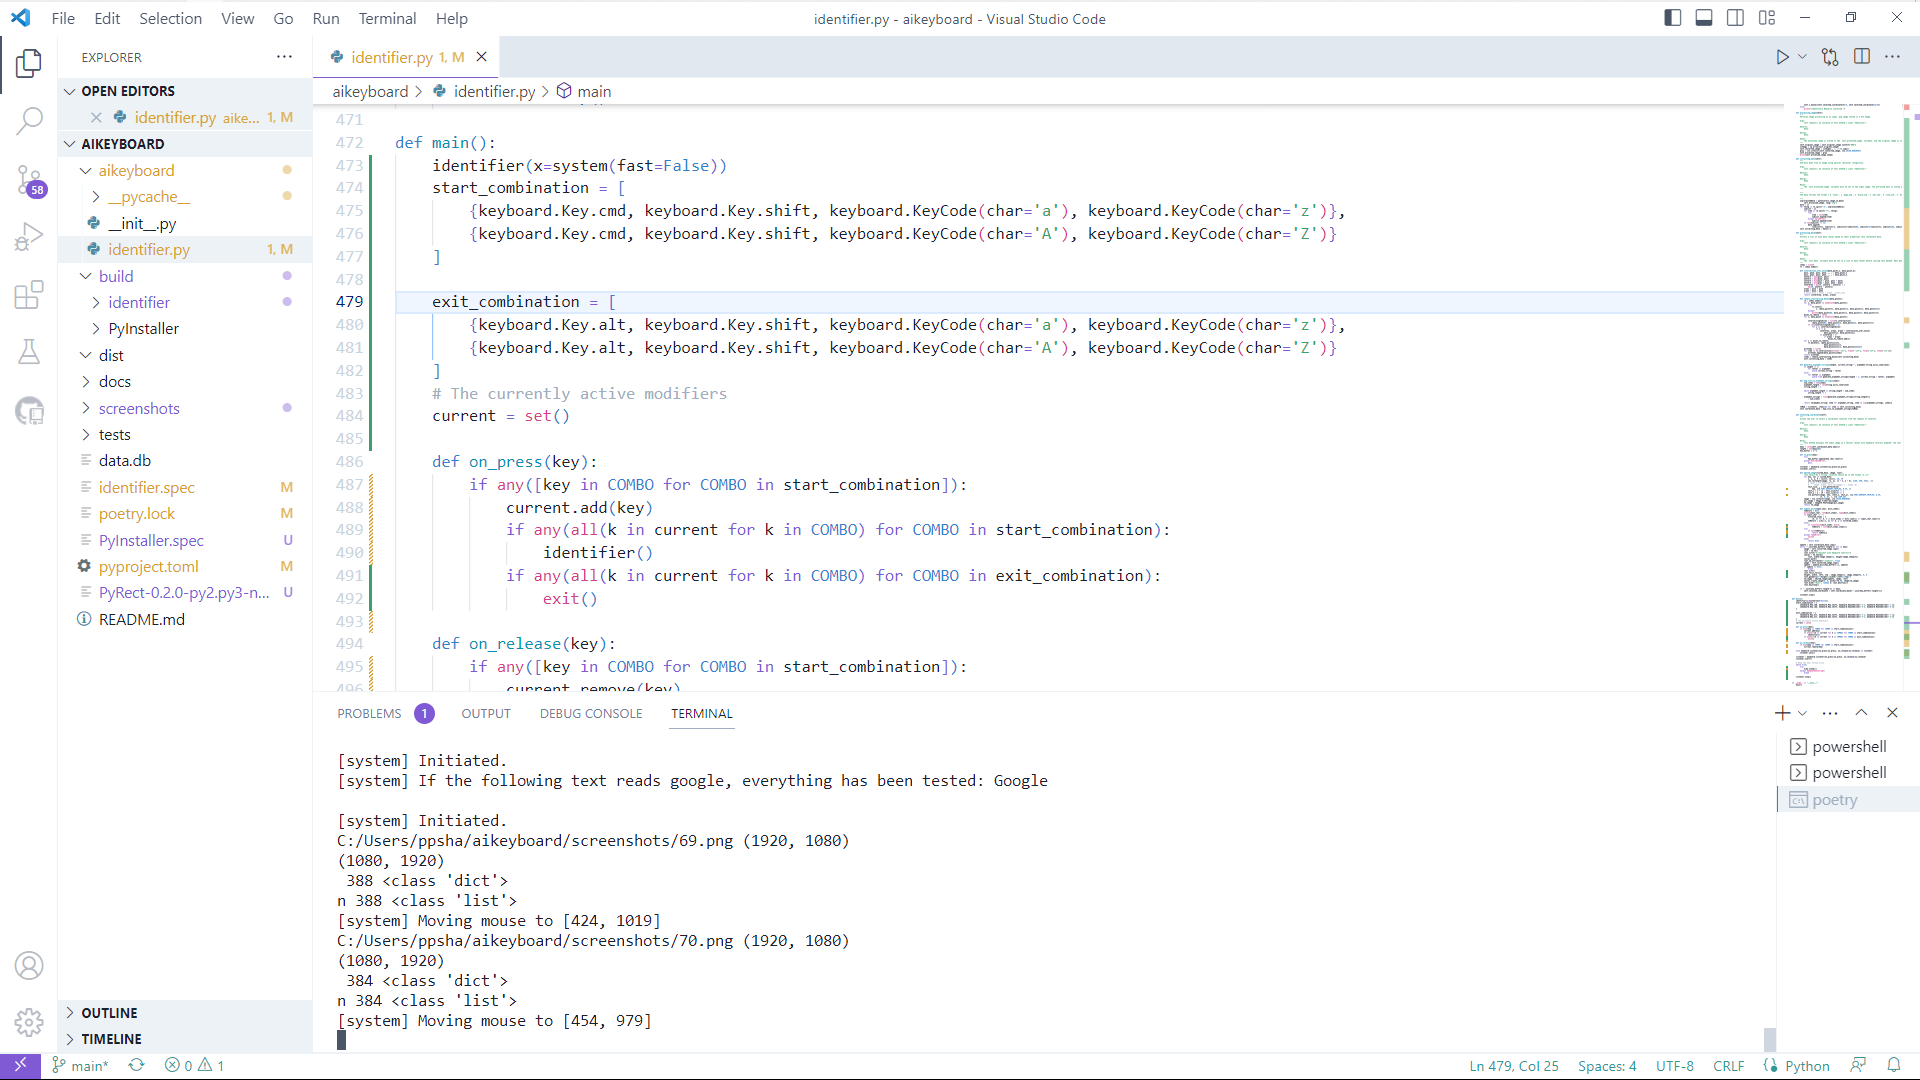 File Edit Selection View Go Run Terminal Help
identifier.py - aikeyboard - Visual Studio Code
EXPLORER
OPEN EDITORS
identifier.py aike... 1, M
AIKEYBOARD
aikeyboard
__pycache__
__init__.py
identifier.py 1, M
build
identifier
PyInstaller
dist
docs
screenshots
tests
data.db
identifier.spec M
poetry.lock M
PyInstaller.spec U
pyproject.toml M
PyRect-0.2.0-py2.py3-n... U
README.md
OUTLINE
TIMELINE
58
identifier.py 1, M
aikeyboard > identifier.py > main
471
472 def main():
473 identifier(x=system(fast=False))
474 start_combination = [
475 {keyboard.Key.cmd, keyboard.Key.shift, keyboard.KeyCode(char='a'), keyboard.KeyCode(char='z')},
476 {keyboard.Key.cmd, keyboard.Key.shift, keyboard.KeyCode(char='A'), keyboard.KeyCode(char='Z')}
477 ]
478
479 exit_combination = [
480 {keyboard.Key.alt, keyboard.Key.shift, keyboard.KeyCode(char='a'), keyboard.KeyCode(char='z')},
481 {keyboard.Key.alt, keyboard.Key.shift, keyboard.KeyCode(char='A'), keyboard.KeyCode(char='Z')}
482 ]
483 # The currently active modifiers
484 current = set()
485
486 def on_press(key):
487 if any([key in COMBO for COMBO in start_combination]):
488 current.add(key)
489 if any(all(k in current for k in COMBO) for COMBO in start_combination):
490 identifier()
491 if any(all(k in current for k in COMBO) for COMBO in exit_combination):
492 exit()
493
494 def on_release(key):
495 if any([key in COMBO for COMBO in start_combination]):
496 current.remove(key)
PROBLEMS 1 OUTPUT DEBUG CONSOLE TERMINAL
[system] Initiated.
[system] If the following text reads google, everything has been tested: Google
[system] Initiated.
C:/Users/ppsha/aikeyboard/screenshots/69.png (1920, 1080)
(1080, 1920)
388 <class 'dict'>
n 388 <class 'list'>
[system] Moving mouse to [424, 1019]
C:/Users/ppsha/aikeyboard/screenshots/70.png (1920, 1080)
(1080, 1920)
384 <class 'dict'>
n 384 <class 'list'>
[system] Moving mouse to [454, 979]
powershell
powershell
poetry
main* 0 1
Ln 479, Col 25 Spaces: 4 UTF-8 CRLF Python